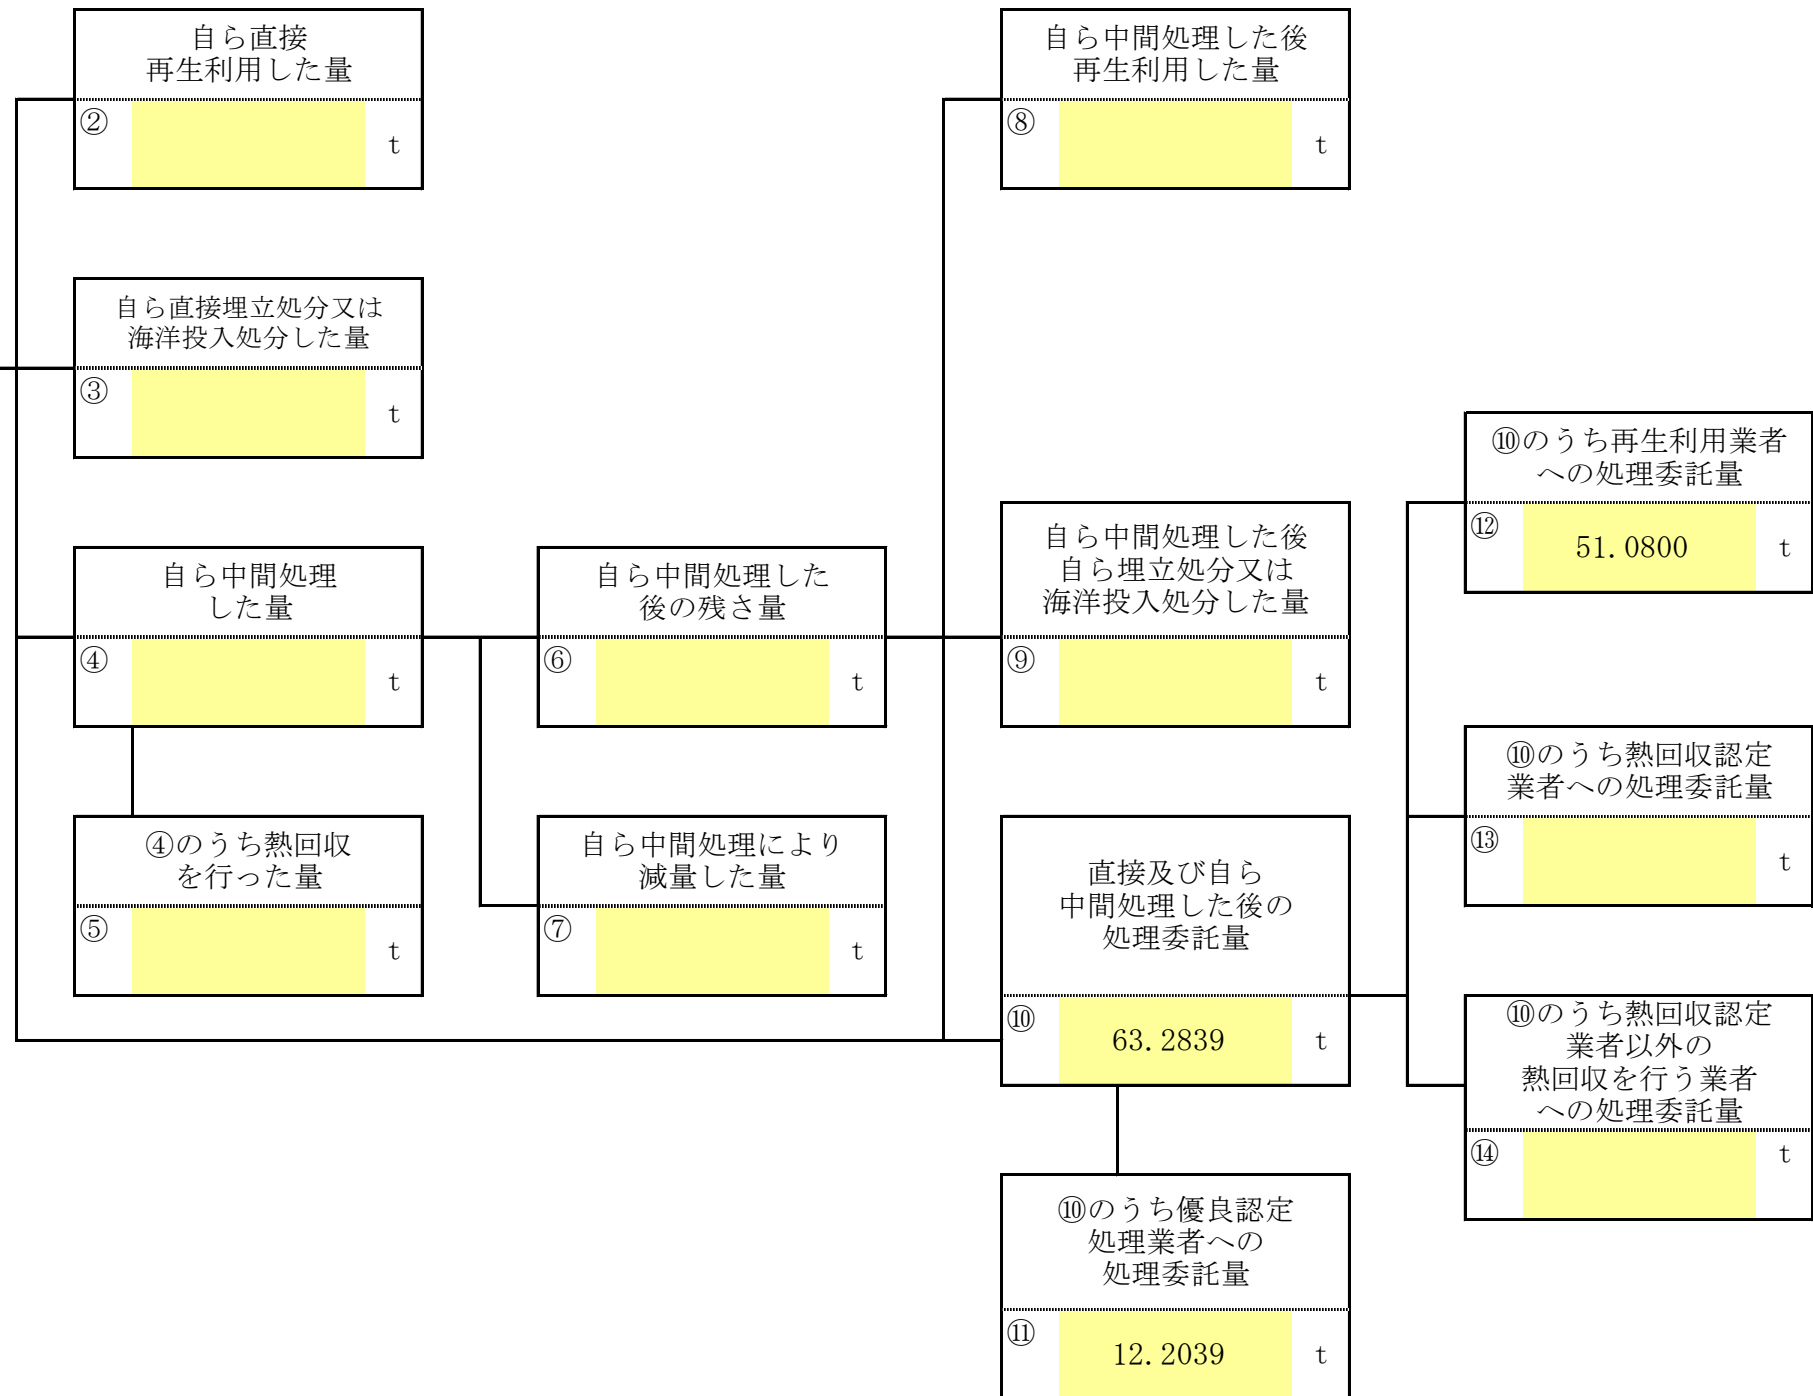 自ら直接
再生利用した量
②
t
自ら中間処理した後
再生利用した量
⑧
t
自ら直接埋立処分又は
海洋投入処分した量
③
t
⑩のうち再生利用業者
への処理委託量
⑫
51.0800
t
自ら中間処理
した量
④
t
自ら中間処理した
後の残さ量
⑥
t
自ら中間処理した後
自ら埋立処分又は
海洋投入処分した量
⑨
t
⑩のうち熱回収認定
業者への処理委託量
⑬
t
④のうち熱回収
を行った量
⑤
t
自ら中間処理により
減量した量
⑦
t
直接及び自ら
中間処理した後の
処理委託量
⑩
63.2839
t
⑩のうち熱回収認定
業者以外の
熱回収を行う業者
への処理委託量
⑭
t
⑩のうち優良認定
処理業者への
処理委託量
⑪
12.2039
t